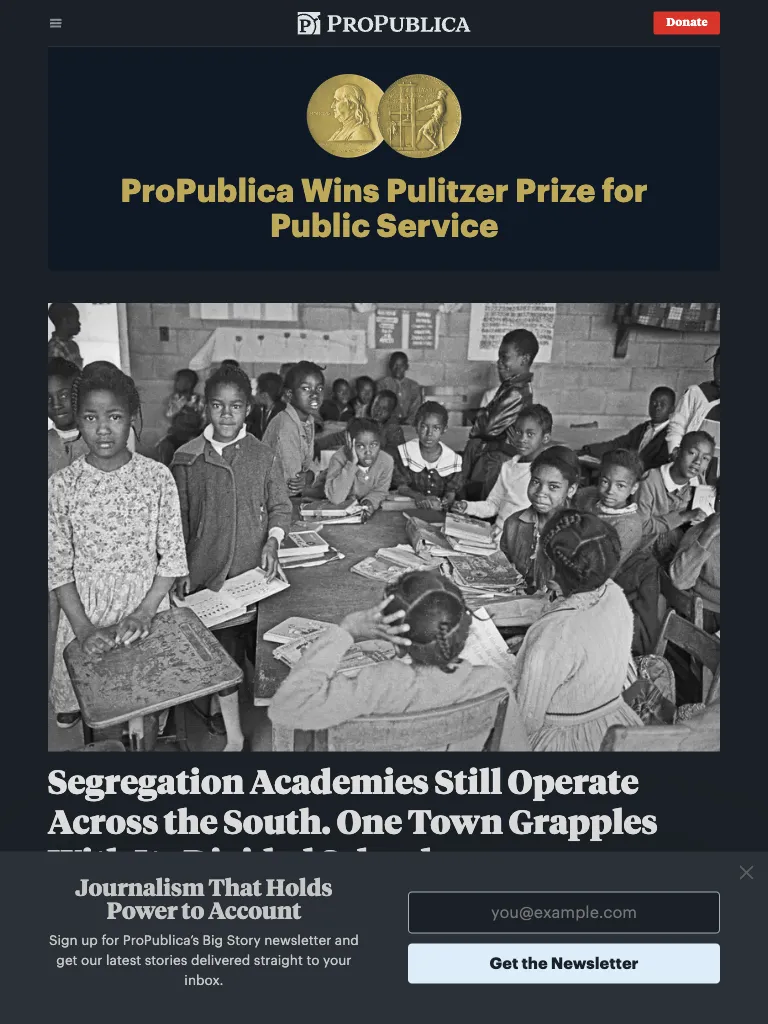 ProPublica
Donate
ProPublica Wins Pulitzer Prize for
Public Service
Segregation Academies Still Operate
Across the South. One Town Grapples
Journalism That Holds
Power to Account
Sign up for ProPublica's Big Story newsletter and
get our latest stories delivered straight to your
inbox.
you@example.com
Get the Newsletter